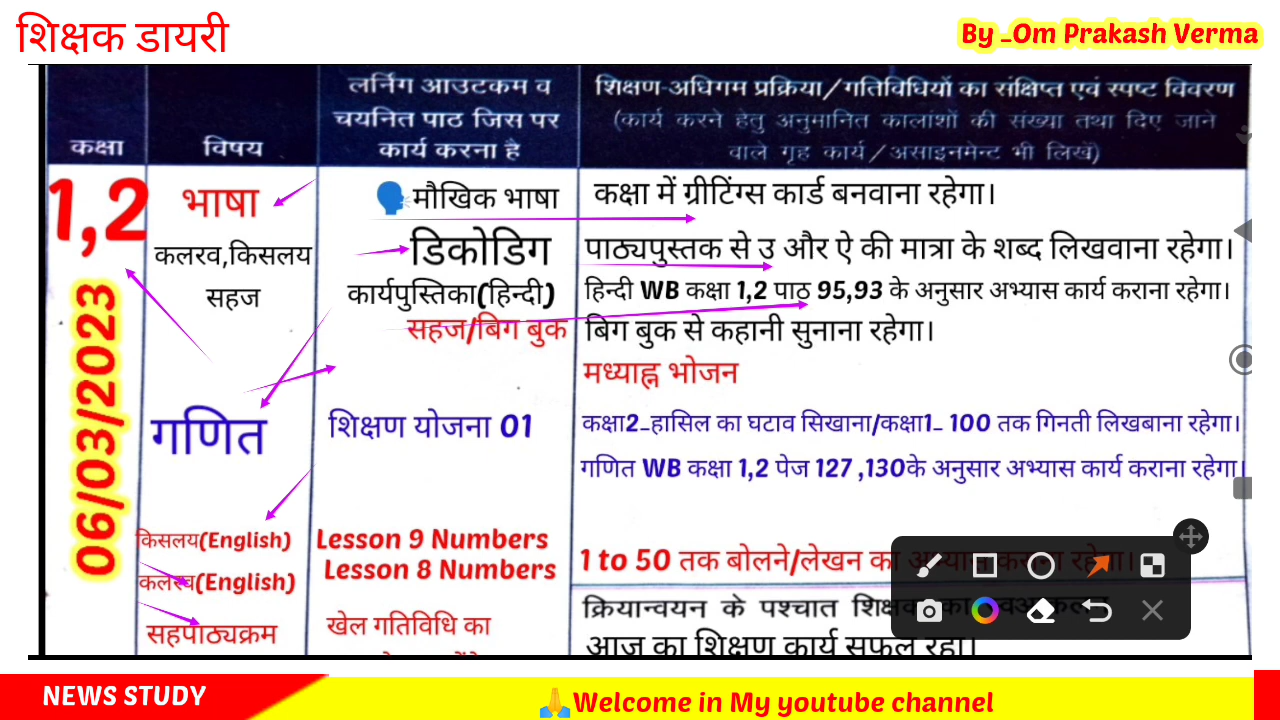 शिक्षक डायरी
By -Om Prakash Verma
कक्षा
विषय
लर्निग आउटकम व
चयनित पाठ जिस पर
कार्य करना है
शिक्षण-अधिगम प्रक्रिया/गतिविधियों का संक्षिप्त एवं स्पष्ट विवरण
(कार्य करने हेतु अनुमानित कालांशों की संख्या तथा दिए जाने
वाले गृह कार्य/असाइनमेन्ट भी लिखें)
1,2
06/03/2023
भाषा
कलरव,किसलय
सहज
🗣मौखिक भाषा
डिकोडिग
कार्यपुस्तिका(हिन्दी)
सहज/बिग बुक
कक्षा में ग्रीटिंग्स कार्ड बनवाना रहेगा।
पाठ्यपुस्तक से उ और ऐ की मात्रा के शब्द लिखवाना रहेगा।
हिन्दी WB कक्षा 1,2 पाठ 95,93 के अनुसार अभ्यास कार्य कराना रहेगा।
बिग बुक से कहानी सुनाना रहेगा।
मध्याह्न भोजन
गणित
शिक्षण योजना 01
कक्षा2-हासिल का घटाव सिखाना/कक्षा1- 100 तक गिनती लिखबाना रहेगा।
गणित WB कक्षा 1,2 पेज 127 ,130के अनुसार अभ्यास कार्य कराना रहेगा।
किसलय(English)
Lesson 9 Numbers
कलरव(English)
Lesson 8 Numbers
1 to 50 तक बोलने/लेखन का अभ्यास कराना रहेगा।
सहपाठ्यक्रम
खेल गतिविधि का
क्रियान्वयन के पश्चात शिक्षक का स्वआकलन
आज का शिक्षण कार्य सफल रहा।
NEWS STUDY
🙏Welcome in My youtube channel